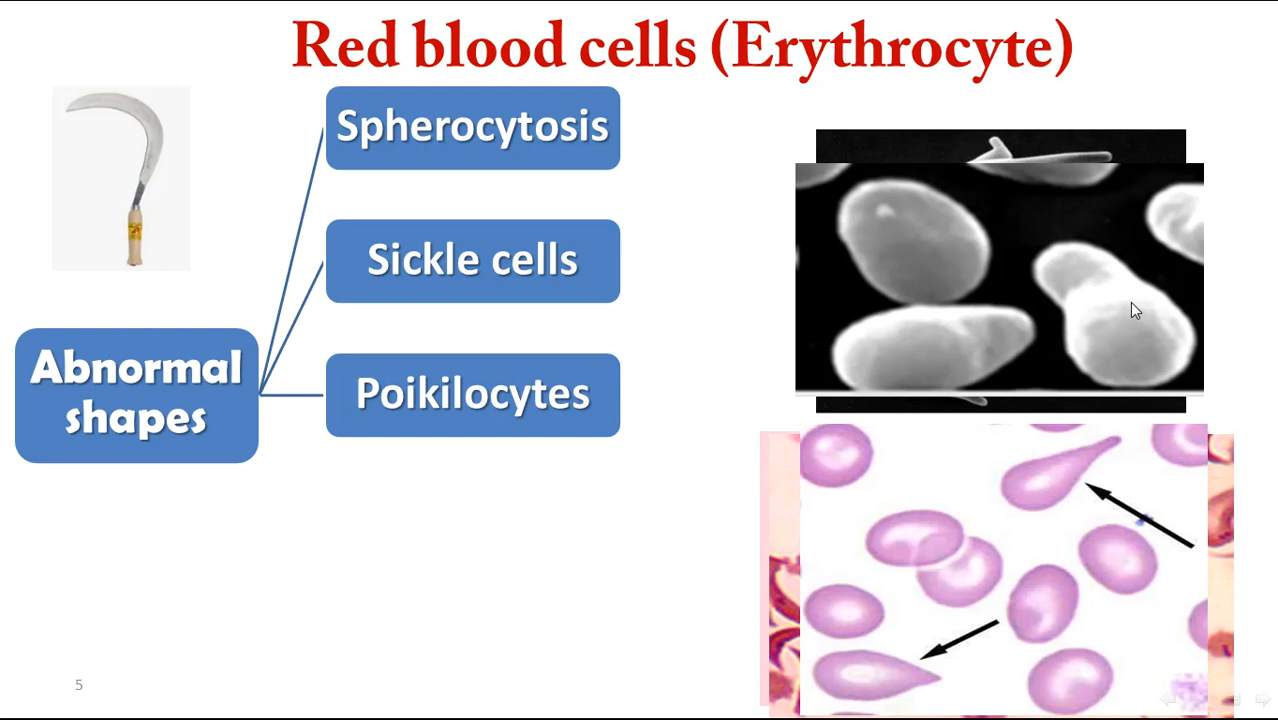 Red blood cells (Erythrocyte)
Spherocytosis
Sickle cells
Poikilocytes
Abnormal
shapes
5